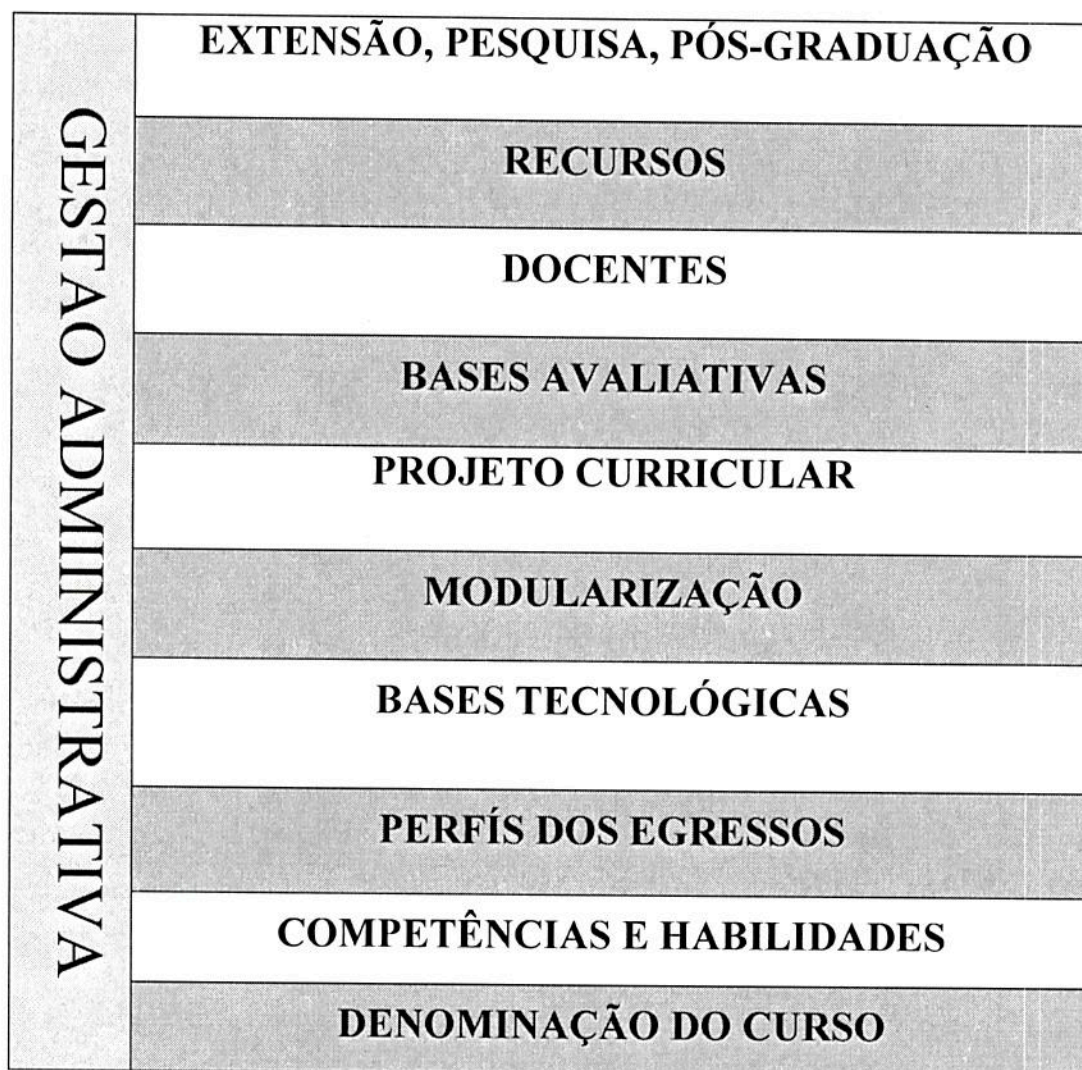 GESTAO ADMINISTRATIVA
EXTENSÃO, PESQUISA, PÓS-GRADUAÇÃO
RECURSOS
DOCENTES
BASES AVALIATIVAS
PROJETO CURRICULAR
MODULARIZAÇÃO
BASES TECNOLÓGICAS
PERFÍS DOS EGRESSOS
COMPETÊNCIAS E HABILIDADES
DENOMINAÇÃO DO CURSO